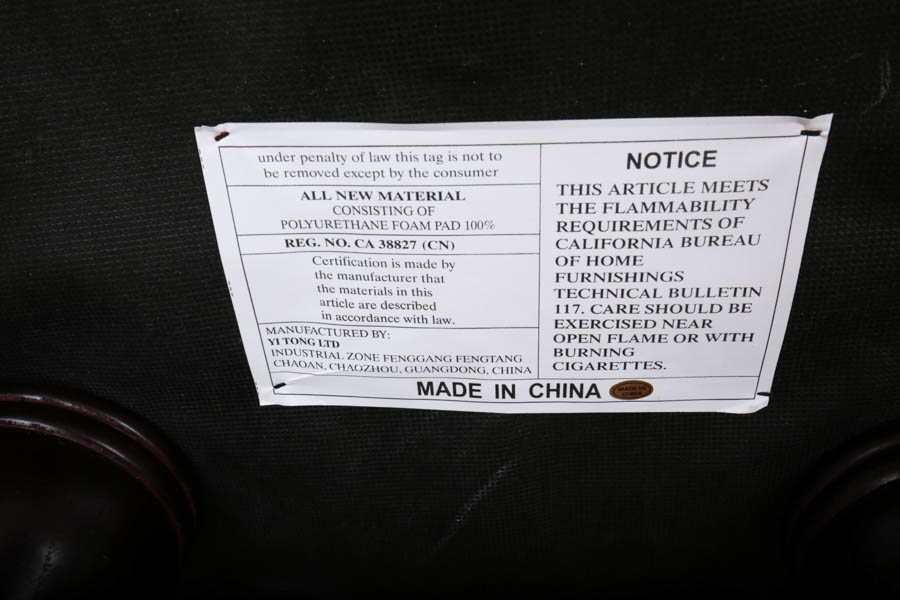 under penalty of law this tag is not to
be removed except by the consumer
ALL NEW MATERIAL
CONSISTING OF
POLYURETHANE FOAM PAD 100%
REG. NO. CA 38827 (CN)
Certification is made by
the manufacturer that
the materials in this
article are described
in accordance with law.
MANUFACTURED BY:
YI TONG LTD
INDUSTRIAL ZONE FENGGANG FENGTANG
CHAOAN, CHAOZHOU, GUANGDONG, CHINA
NOTICE
THIS ARTICLE MEETS
THE FLAMMABILITY
REQUIREMENTS OF
CALIFORNIA BUREAU
OF HOME
FURNISHINGS
TECHNICAL BULLETIN
117. CARE SHOULD BE
EXERCISED NEAR
OPEN FLAME OR WITH
BURNING
CIGARETTES.
MADE IN CHINA
MADE IN
CHINA